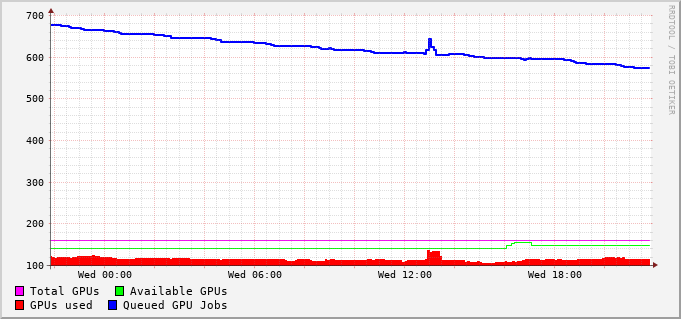 700
600
500
400
300
200
100
Wed 00:00 Wed 06:00 Wed 12:00 Wed 18:00
Total GPUs Available GPUs
GPUs used Queued GPU Jobs
RRDTOOL / TOBI OETIKER